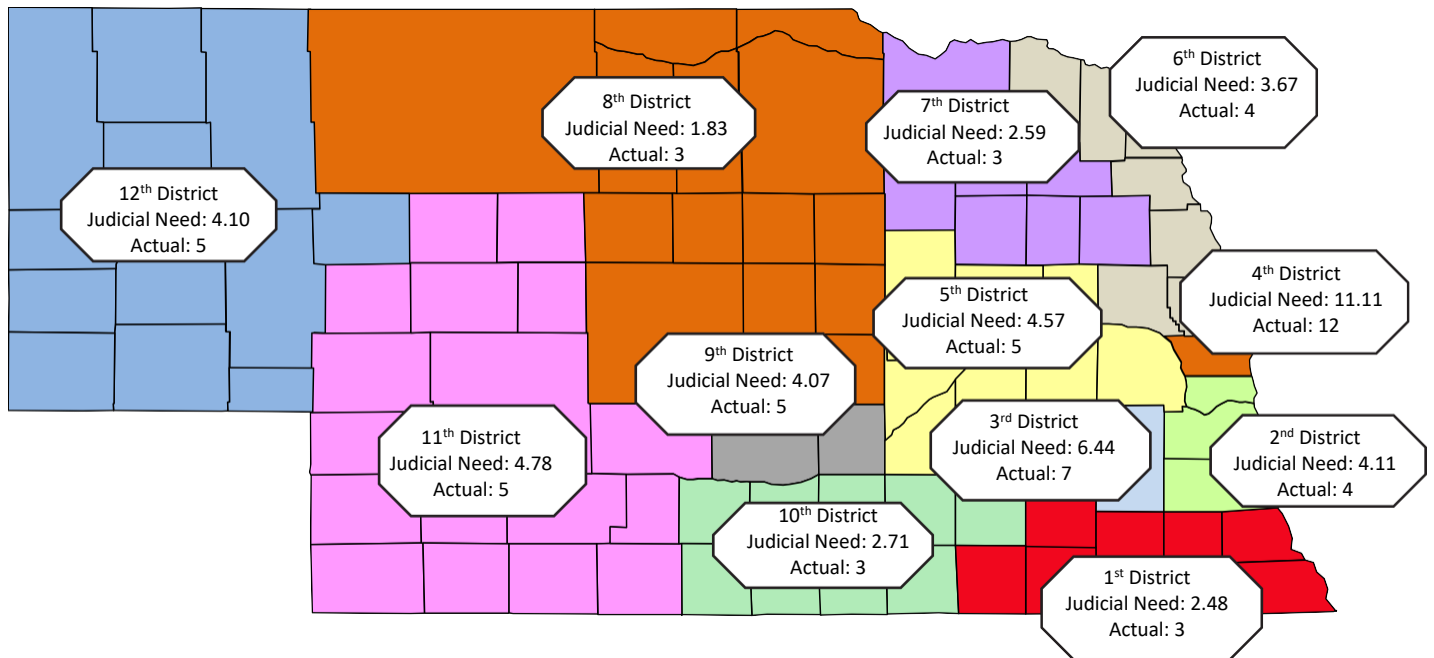 6th District
Judicial Need: 3.67
Actual: 4
8th District
Judicial Need: 1.83
Actual: 3
7th District
Judicial Need: 2.59
Actual: 3
12th District
Judicial Need: 4.10
Actual: 5
4th District
Judicial Need: 11.11
Actual: 12
5th District
Judicial Need: 4.57
Actual: 5
9th District
Judicial Need: 4.07
Actual: 5
3rd District
Judicial Need: 6.44
Actual: 7
11th District
Judicial Need: 4.78
Actual: 5
2nd District
Judicial Need: 4.11
Actual: 4
10th District
Judicial Need: 2.71
Actual: 3
1st District
Judicial Need: 2.48
Actual: 3